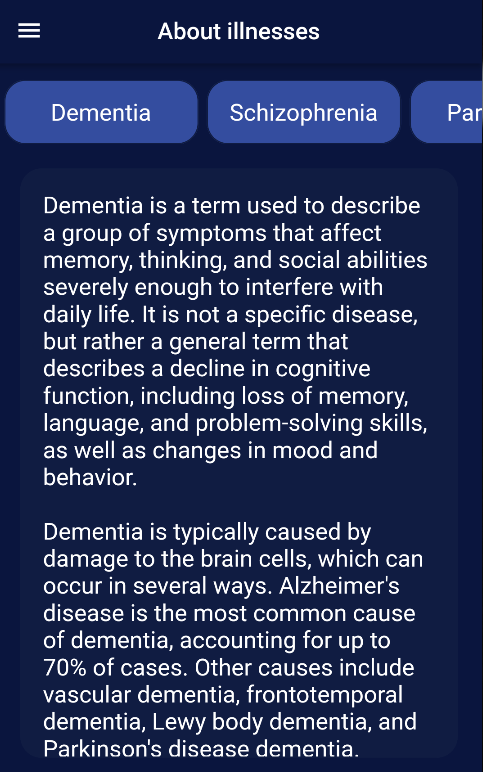 About illnesses
Dementia
Schizophrenia
Par
Dementia is a term used to describe
a group of symptoms that affect
memory, thinking, and social abilities
severely enough to interfere with
daily life. It is not a specific disease,
but rather a general term that
describes a decline in cognitive
function, including loss of memory,
language, and problem-solving skills,
as well as changes in mood and
behavior.
Dementia is typically caused by
damage to the brain cells, which can
occur in several ways. Alzheimer's
disease is the most common cause
of dementia, accounting for up to
70% of cases. Other causes include
vascular dementia, frontotemporal
dementia, Lewy body dementia, and
Parkinson's disease dementia.